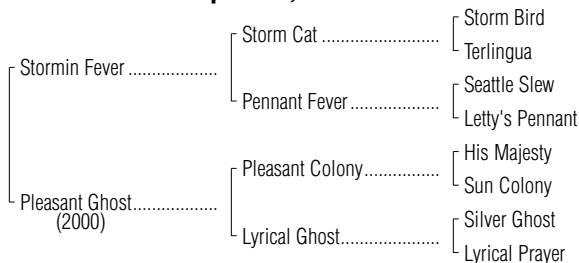 Storm Bird
Storm Cat ........................
Terlingua
Stormin Fever ..................
Seattle Slew
Pennant Fever ..................
Letty's Pennant
His Majesty
Pleasant Colony...............
Sun Colony
Pleasant Ghost.................
(2000)
Silver Ghost
Lyrical Ghost....................
Lyrical Prayer